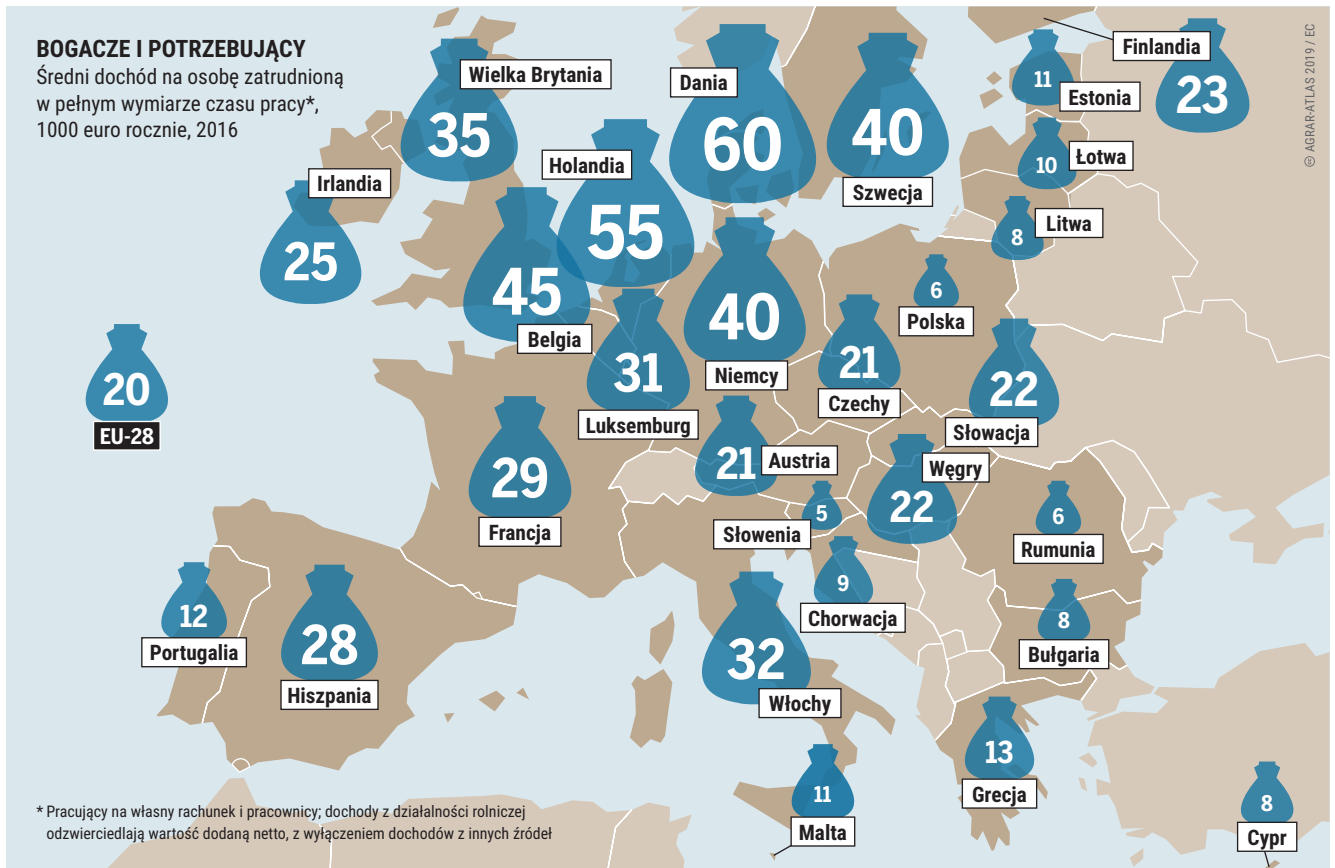 BOGACZE I POTRZEBUJĄCY
Średni dochód na osobę zatrudnioną
w pełnym wymiarze czasu pracy*,
1000 euro rocznie, 2016
Wielka Brytania
35
Irlandia
25
Holandia
55
Dania
60
40
Szwecja
Finlandia
23
11
Estonia
10
Łotwa
8
Litwa
6
Polska
45
Belgia
31
Luksemburg
40
Niemcy
21
Czechy
22
Słowacja
20
EU-28
29
Francja
21
Austria
Węgry
22
5
Słowenia
9
Chorwacja
6
Rumunia
8
Bułgaria
12
Portugalia
28
Hiszpania
32
Włochy
11
Malta
13
Grecja
8
Cypr
* Pracujący na własny rachunek i pracownicy; dochody z działalności rolniczej
odzwierciedlają wartość dodaną netto, z wyłączeniem dochodów z innych źródeł
AGRAR-ATLAS 2019 / EC